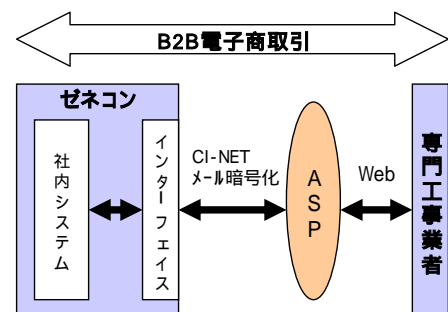 B2B電子商取引
ゼネコン
社内システム
インターフェイス
CI-NET
メール暗号化
ASP
Web
専門工事業者